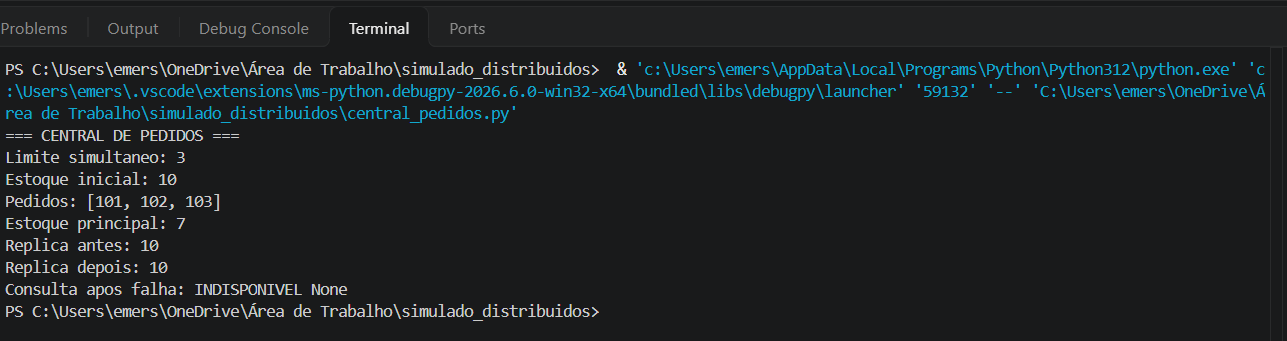 Problems Output Debug Console Terminal Ports
PS C:\Users\emers\OneDrive\Área de Trabalho\simulado_distribuidos>  & 'c:\Users\emers\AppData\Local\Programs\Python\Python312\python.exe' 'c
:\Users\emers\.vscode\extensions\ms-python.debugpy-2026.6.0-win32-x64\bundled\libs\debugpy\launcher' '59132' '--' 'C:\Users\emers\OneDrive\Á
rea de Trabalho\simulado_distribuidos\central_pedidos.py'
=== CENTRAL DE PEDIDOS ===
Limite simultaneo: 3
Estoque inicial: 10
Pedidos: [101, 102, 103]
Estoque principal: 7
Replica antes: 10
Replica depois: 10
Consulta apos falha: INDISPONIVEL None
PS C:\Users\emers\OneDrive\Área de Trabalho\simulado_distribuidos>